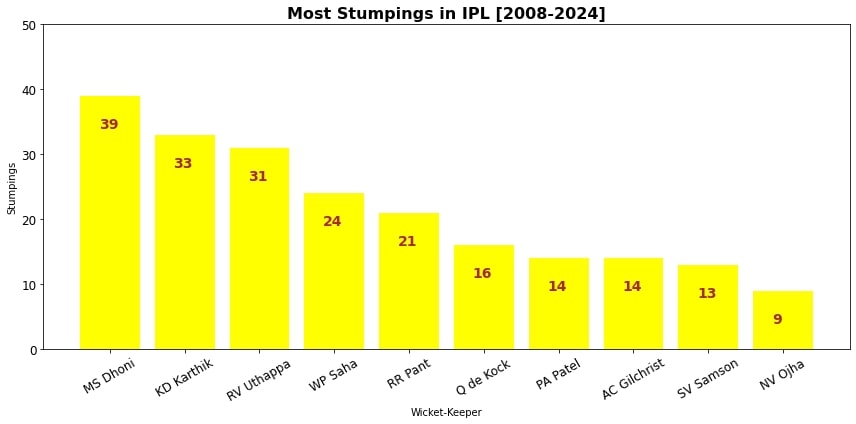 Most Stumpings in IPL [2008-2024]
50
40
30
20
10
0
Stumpings
39
33
31
24
21
16
14
14
13
9
MS Dhoni
KD Karthik
RV Uthappa
WP Saha
RR Pant
Q de Kock
PA Patel
AC Gilchrist
SV Samson
NV Ojha
Wicket-Keeper